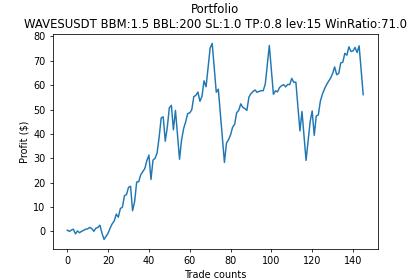 Portfolio
WAVESUSDT BBM:1.5 BBL:200 SL:1.0 TP:0.8 lev:15 WinRatio:71.0
80
70
60
50
40
30
20
10
0
Profit ($)
0 20 40 60 80 100 120 140
Trade counts